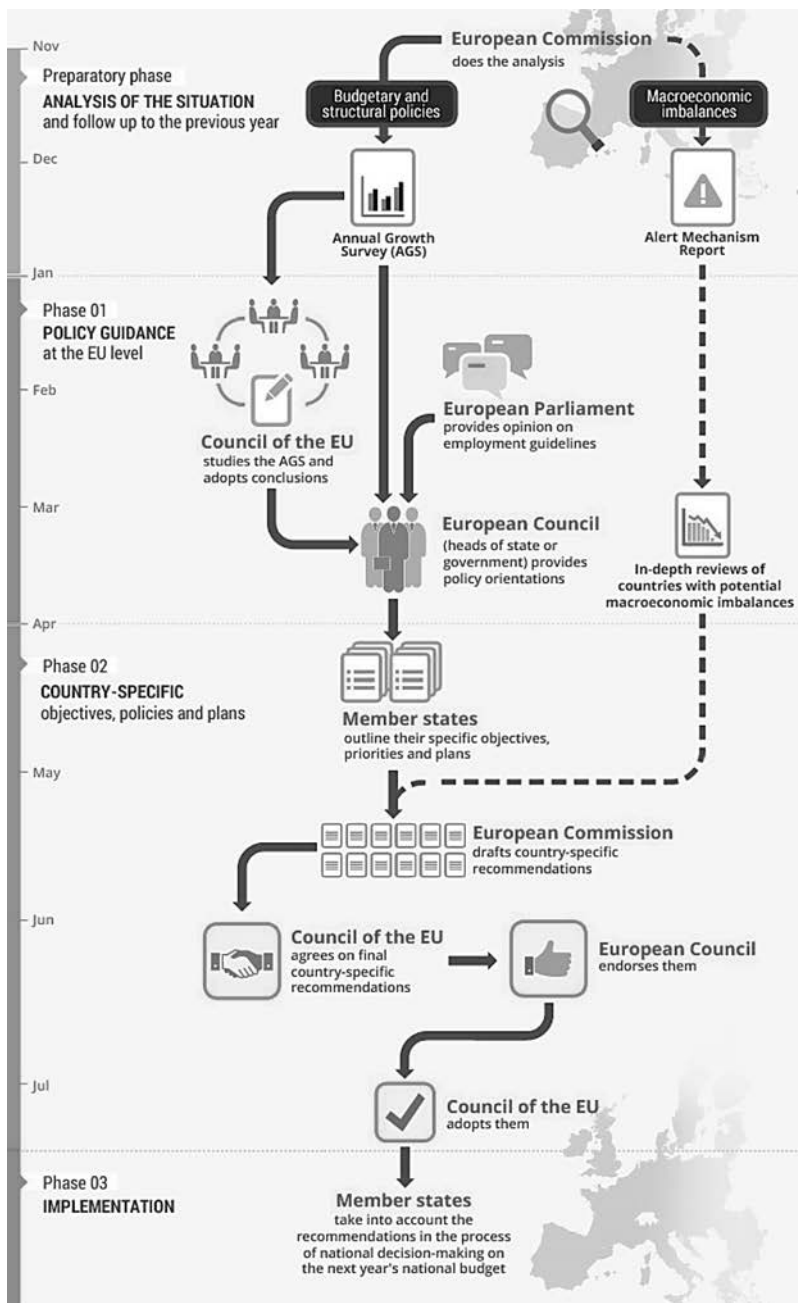 Nov
European Commission
does the analysis
Preparatory phase
ANALYSIS OF THE SITUATION
and follow up to the previous year
Budgetary and
structural policies
Macroeconomic
imbalances
Dec
Annual Growth
Survey (AGS)
Alert Mechanism
Report
Jan
Phase 01
POLICY GUIDANCE
at the EU level
Feb
European Parliament
provides opinion on
employment guidelines
Council of the EU
studies the AGS and
adopts conclusions
Mar
European Council
(heads of state or
government) provides
policy orientations
In-depth reviews of
countries with potential
macroeconomic imbalances
Apr
Phase 02
COUNTRY-SPECIFIC
objectives, policies and plans
Member states
outline their specific objectives,
priorities and plans
May
European Commission
drafts country-specific
recommendations
Jun
Council of the EU
agrees on final
country-specific
recommendations
European Council
endorses them
Jul
Council of the EU
adopts them
Phase 03
IMPLEMENTATION
Member states
take into account the
recommendations in the process
of national decision-making on
the next year's national budget